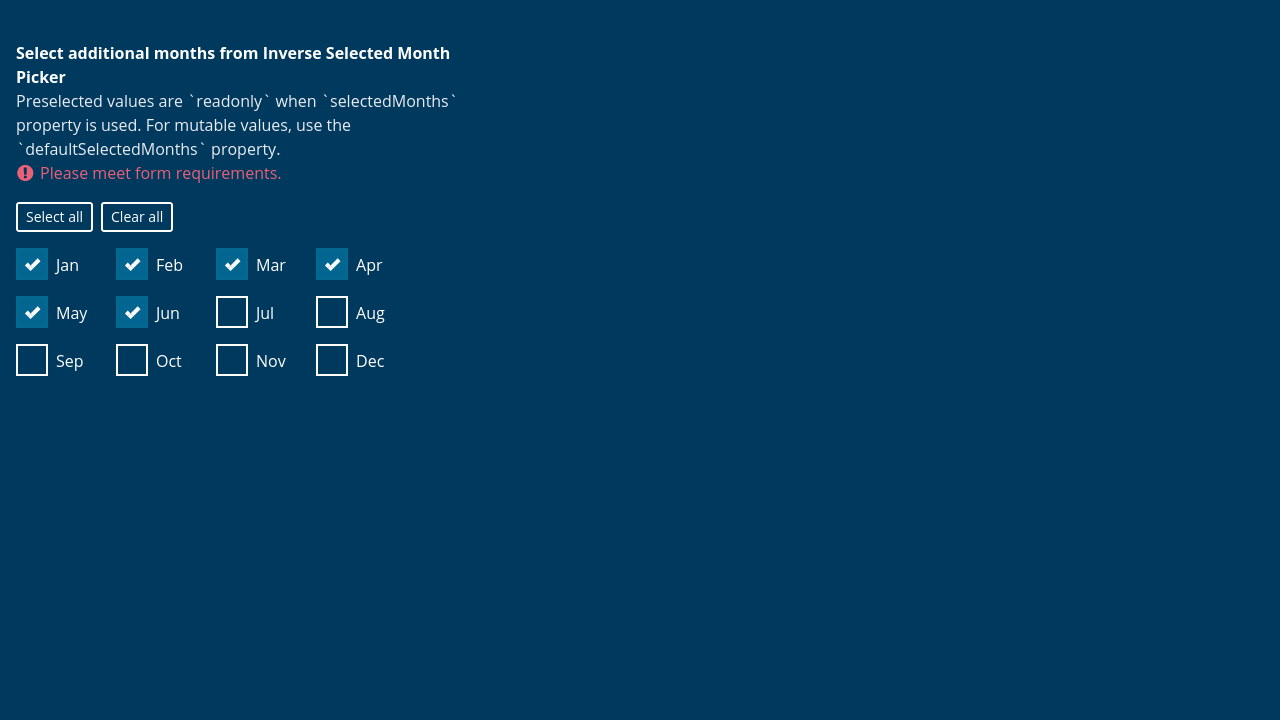 Select additional months from Inverse Selected Month
Picker
Preselected values are `readonly` when `selectedMonths`
property is used. For mutable values, use the
`defaultSelectedMonths` property.
Please meet form requirements.
Select all Clear all
Jan Feb Mar Apr
May Jun Jul Aug
Sep Oct Nov Dec